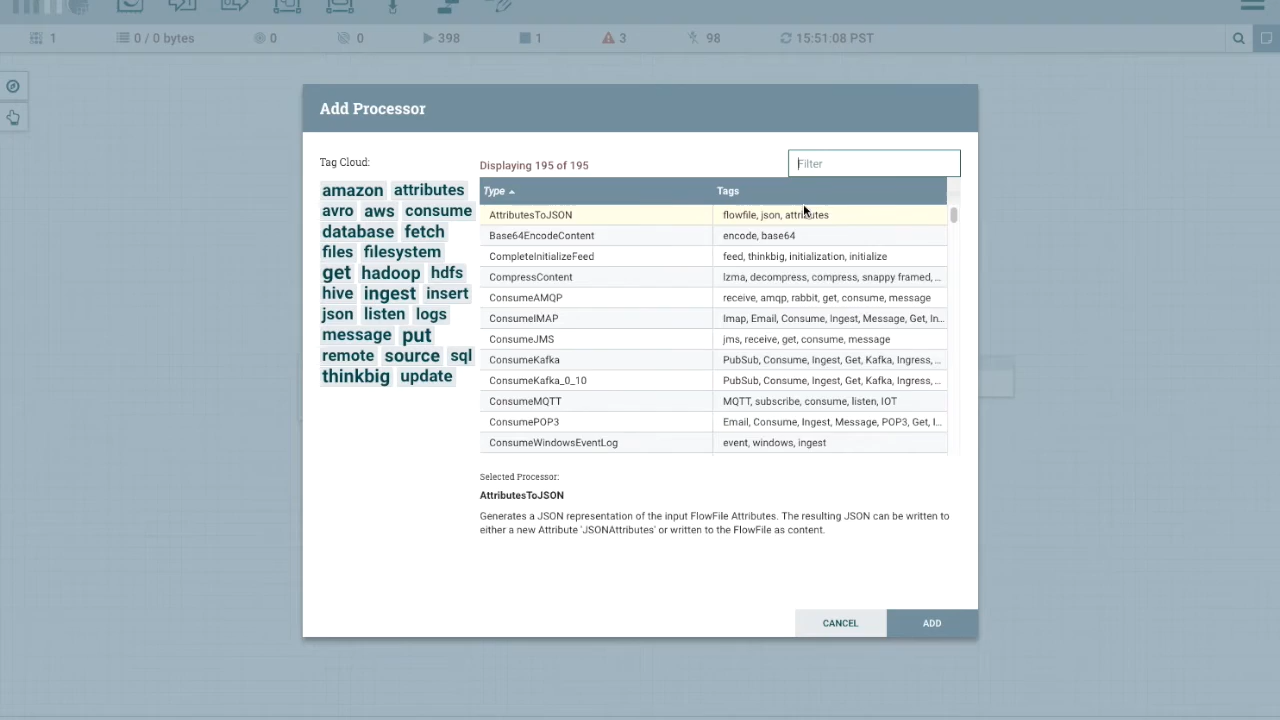 1 0 / 0 bytes 0 0 398 1 3 98 15:51:08 PST
Add Processor
Tag Cloud:
amazon attributes
avro aws consume
database fetch
files filesystem
get hadoop hdfs
hive ingest insert
json listen logs
message put
remote source sql
thinkbig update
Displaying 195 of 195
Filter
Type Tags
AttributesToJSON flowfile, json, attributes
Base64EncodeContent encode, base64
CompleteInitializeFeed feed, thinkbig, initialization, initialize
CompressContent lzma, decompress, compress, snappy framed, ...
ConsumeAMQP receive, amqp, rabbit, get, consume, message
ConsumeIMAP Imap, Email, Consume, Ingest, Message, Get, In...
ConsumeJMS jms, receive, get, consume, message
ConsumeKafka PubSub, Consume, Ingest, Get, Kafka, Ingress, ...
ConsumeKafka_0_10 PubSub, Consume, Ingest, Get, Kafka, Ingress, ...
ConsumeMQTT MQTT, subscribe, consume, listen, IOT
ConsumePOP3 Email, Consume, Ingest, Message, POP3, Get, I...
ConsumeWindowsEventLog event, windows, ingest
Selected Processor:
AttributesToJSON
Generates a JSON representation of the input FlowFile Attributes. The resulting JSON can be written to
either a new Attribute 'JSONAttributes' or written to the FlowFile as content.
CANCEL ADD